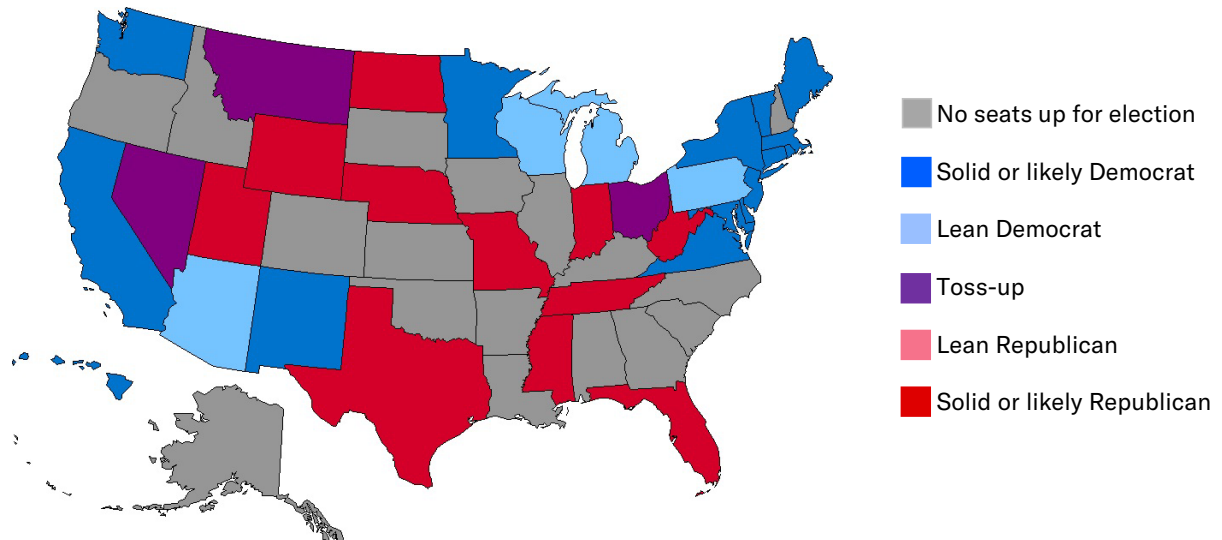 No seats up for election
Solid or likely Democrat
Lean Democrat
Toss-up
Lean Republican
Solid or likely Republican